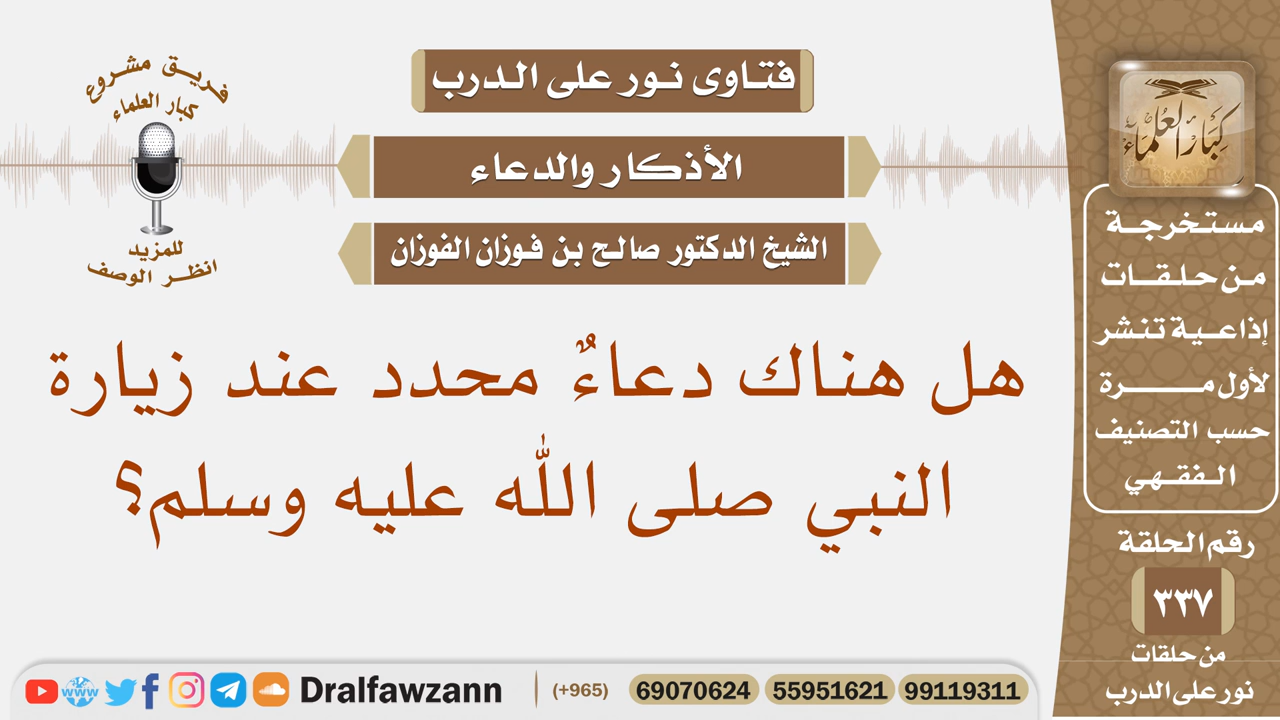 فتاوى نور على الدرب
الأذكار والدعاء
الشيخ الدكتور صالح بن فوزان الفوزان
هل هناك دعاءٌ محدد عند زيارة
النبي صلى الله عليه وسلم؟
فريق مشروع
كبار العلماء
للمزيد
انظر الوصف
كبار العلماء
مستخرجة
من حلقات
إذاعية تنشر
لأول مرة
حسب التصنيف
الفقهي
رقم الحلقة
٣٣٧
من حلقات
نور على الدرب
www Dralfawzann (+965) 69070624 55951621 99119311